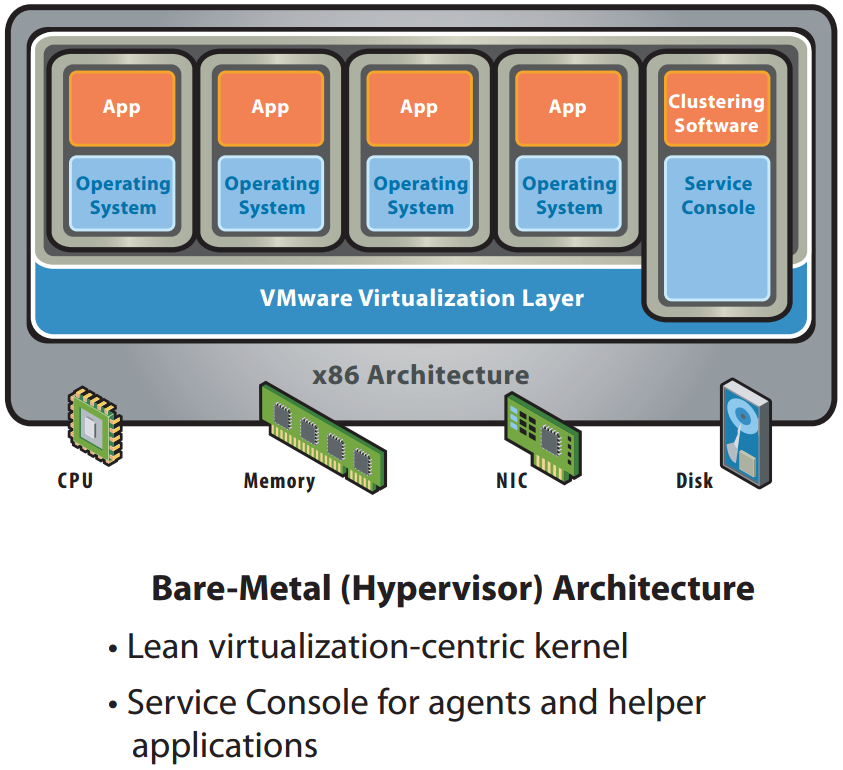 App
App
App
App
Clustering
Software
Operating
System
Operating
System
Operating
System
Operating
System
Service
Console
VMware Virtualization Layer
x86 Architecture
CPU
Memory
NIC
Disk
Bare-Metal (Hypervisor) Architecture
• Lean virtualization-centric kernel
• Service Console for agents and helper
applications